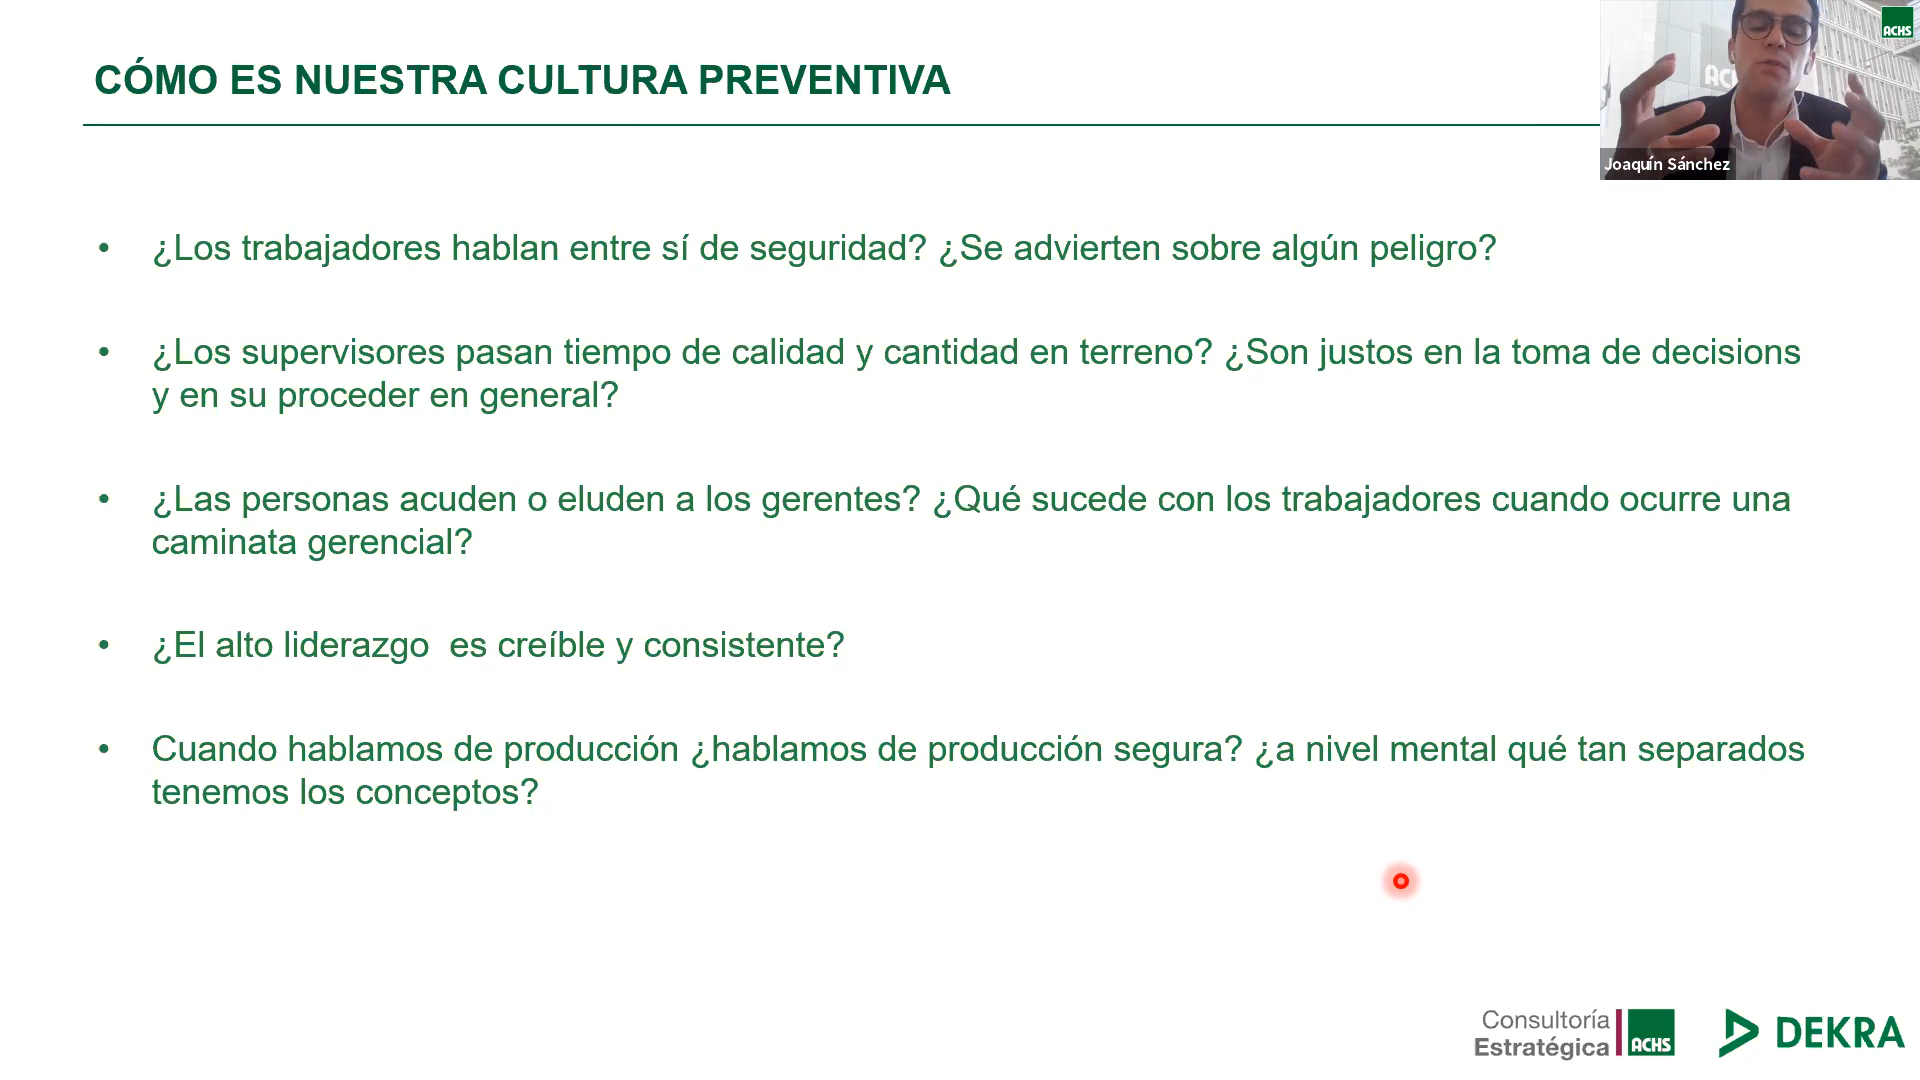 CÓMO ES NUESTRA CULTURA PREVENTIVA
ACHS
Joaquín Sánchez
• ¿Los trabajadores hablan entre sí de seguridad? ¿Se advierten sobre algún peligro?
• ¿Los supervisores pasan tiempo de calidad y cantidad en terreno? ¿Son justos en la toma de decisions
y en su proceder en general?
• ¿Las personas acuden o eluden a los gerentes? ¿Qué sucede con los trabajadores cuando ocurre una
caminata gerencial?
• ¿El alto liderazgo  es creíble y consistente?
• Cuando hablamos de producción ¿hablamos de producción segura? ¿a nivel mental qué tan separados
tenemos los conceptos?
Consultoría
Estratégica
ACHS
DEKRA